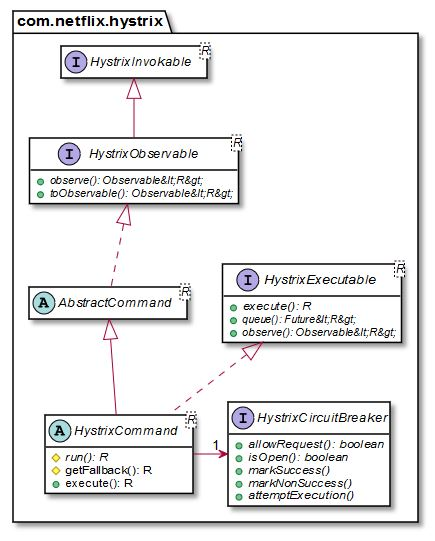 com.netflix.hystrix
R
I HystrixInvokable
R
I HystrixObservable
observe(): Observable&lt;R&gt;
toObservable(): Observable&lt;R&gt;
R
A AbstractCommand
R
I HystrixExecutable
execute(): R
queue(): Future&lt;R&gt;
observe(): Observable&lt;R&gt;
R
A HystrixCommand
run(): R
getFallback(): R
execute(): R
1
I HystrixCircuitBreaker
allowRequest(): boolean
isOpen(): boolean
markSuccess()
markNonSuccess()
attemptExecution()